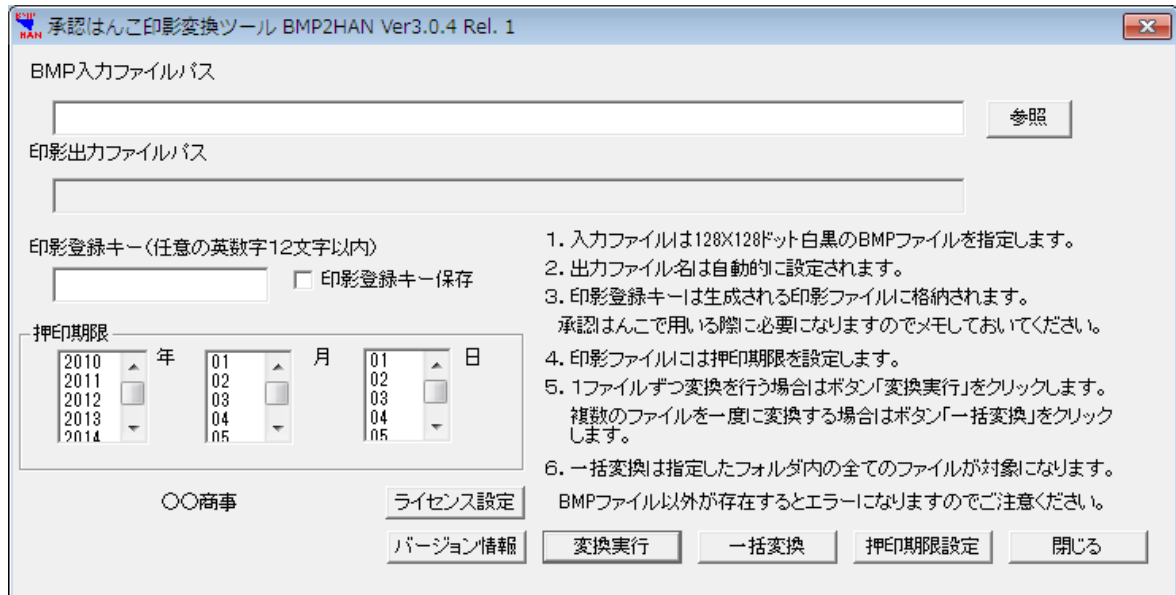 BMP HAN 承認はんこ印影変換ツール BMP2HAN Ver3.0.4 Rel. 1
BMP入力ファイルパス
参照
印影出力ファイルパス
印影登録キー(任意の英数字12文字以内)
印影登録キー保存
押印期限
2010 年 01 月 01 日
2011 02 02
2012 03 03
2013 04 04
2014 05 05
1. 入力ファイルは128X128ドット白黒のBMPファイルを指定します。
2. 出力ファイル名は自動的に設定されます。
3. 印影登録キーは生成される印影ファイルに格納されます。
承認はんこで用いる際に必要になりますのでメモしておいてください。
4. 印影ファイルには押印期限を設定します。
5. 1ファイルずつ変換を行う場合はボタン「変換実行」をクリックします。
複数のファイルを一度に変換する場合はボタン「一括変換」をクリック
します。
6. 一括変換は指定したフォルダ内の全てのファイルが対象になります。
BMPファイル以外が存在するとエラーになりますのでご注意ください。
〇〇商事
ライセンス設定
バージョン情報
変換実行
一括変換
押印期限設定
閉じる